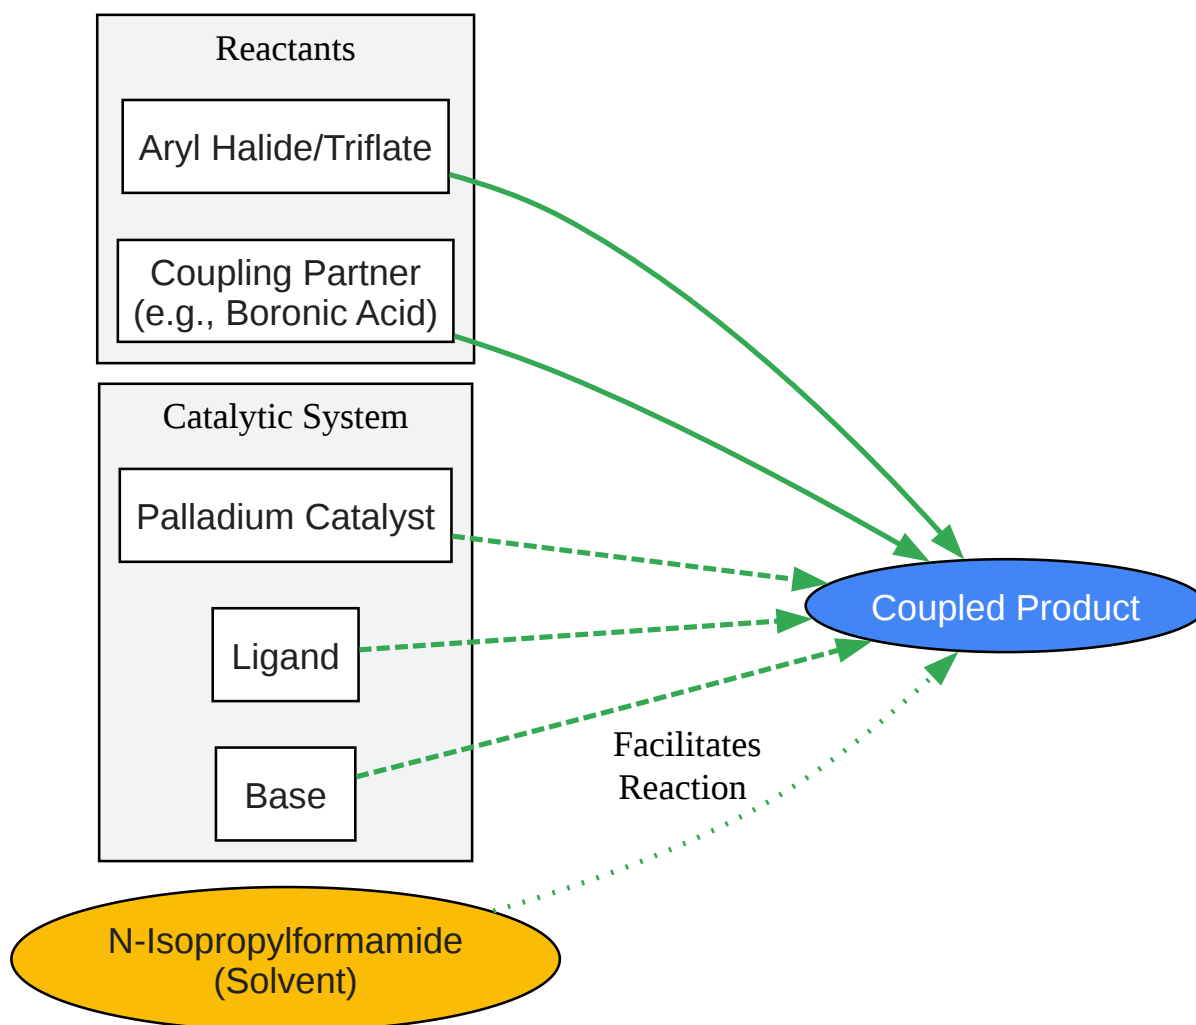 Reactants
Aryl Halide/Triflate
Coupling Partner
(e.g., Boronic Acid)
Catalytic System
Palladium Catalyst
Ligand
Base
N-Isopropylformamide
(Solvent)
Facilitates
Reaction
Coupled Product